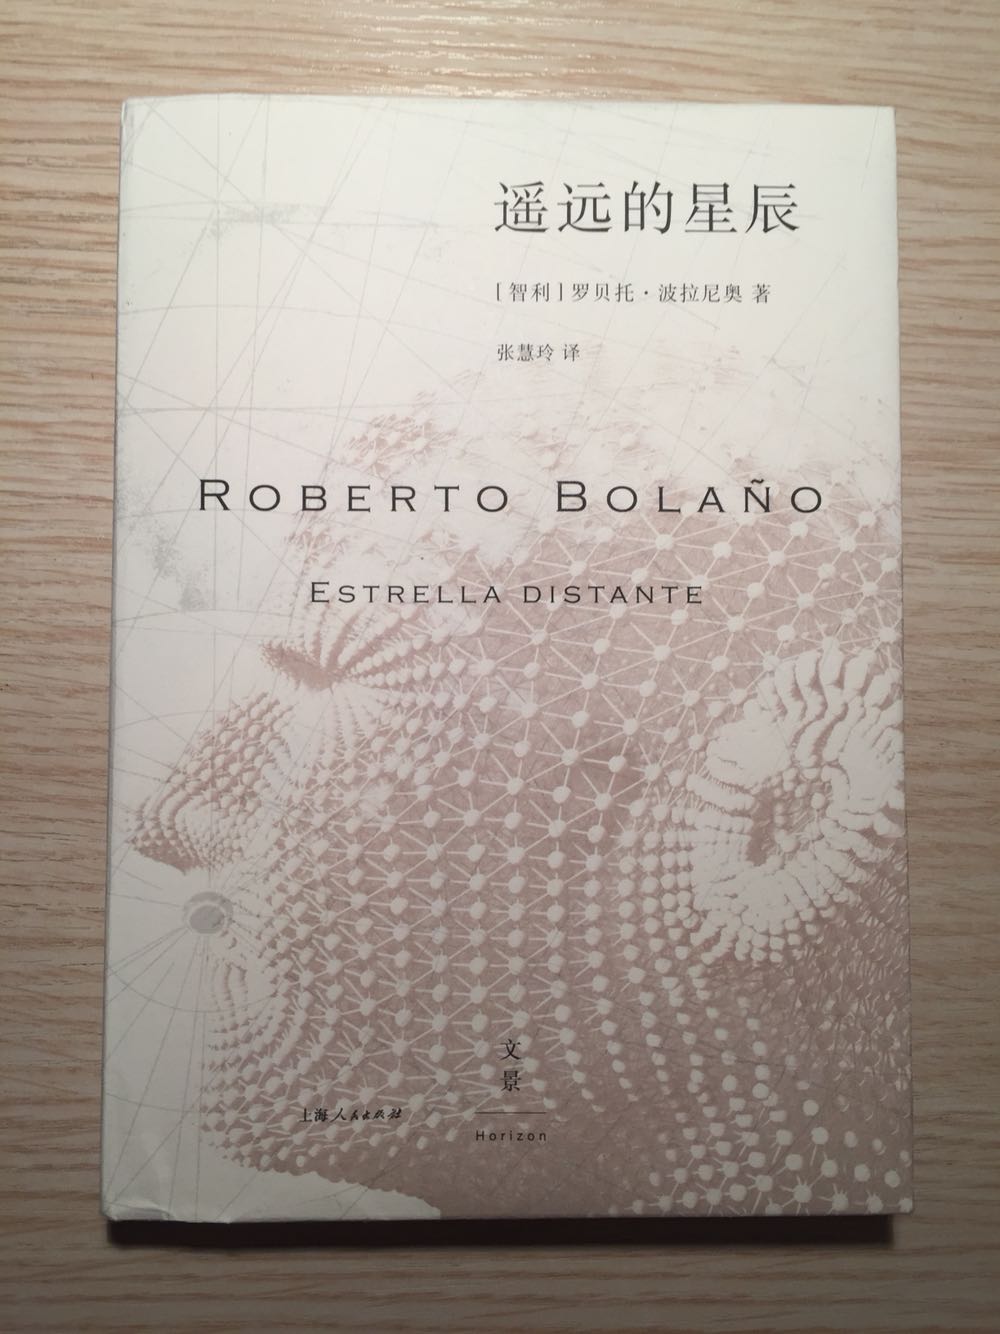 遥远的星辰
[智利]罗贝托·波拉尼奥 著
张慧玲 译
ROBERTO BOLAÑO
ESTRELLA DISTANTE
文
景
上海人民出版社
Horizon